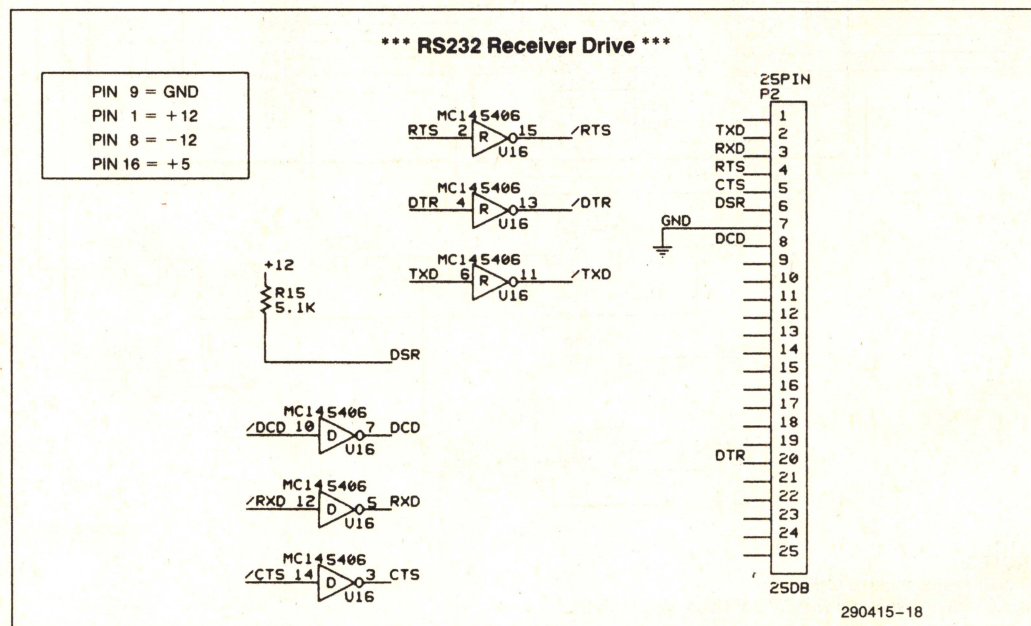 *** RS232 Receiver Drive ***
PIN 9 = GND
PIN 1 = +12
PIN 8 = −12
PIN 16 = +5
MC145406
RTS 2 R 15 /RTS
U16
MC145406
DTR 4 R 13 /DTR
U16
MC145406
TXD 6 R 11 /TXD
U16
+12
R15
5.1K
DSR
MC145406
/DCD 10 D 7 DCD
U16
MC145406
/RXD 12 D 5 RXD
U16
MC145406
/CTS 14 D 3 CTS
U16
25PIN
P2
1
TXD 2
RXD 3
RTS 4
CTS 5
DSR 6
GND 7
DCD 8
9
10
11
12
13
14
15
16
17
18
19
DTR 20
21
22
23
24
25
25DB
290415-18